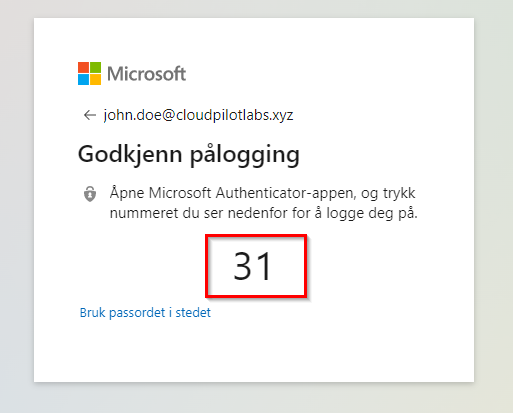 Microsoft
← john.doe@cloudpilotlabs.xyz
Godkjenn pålogging
Åpne Microsoft Authenticator-appen, og trykk
nummeret du ser nedenfor for å logge deg på.
31
Bruk passordet i stedet